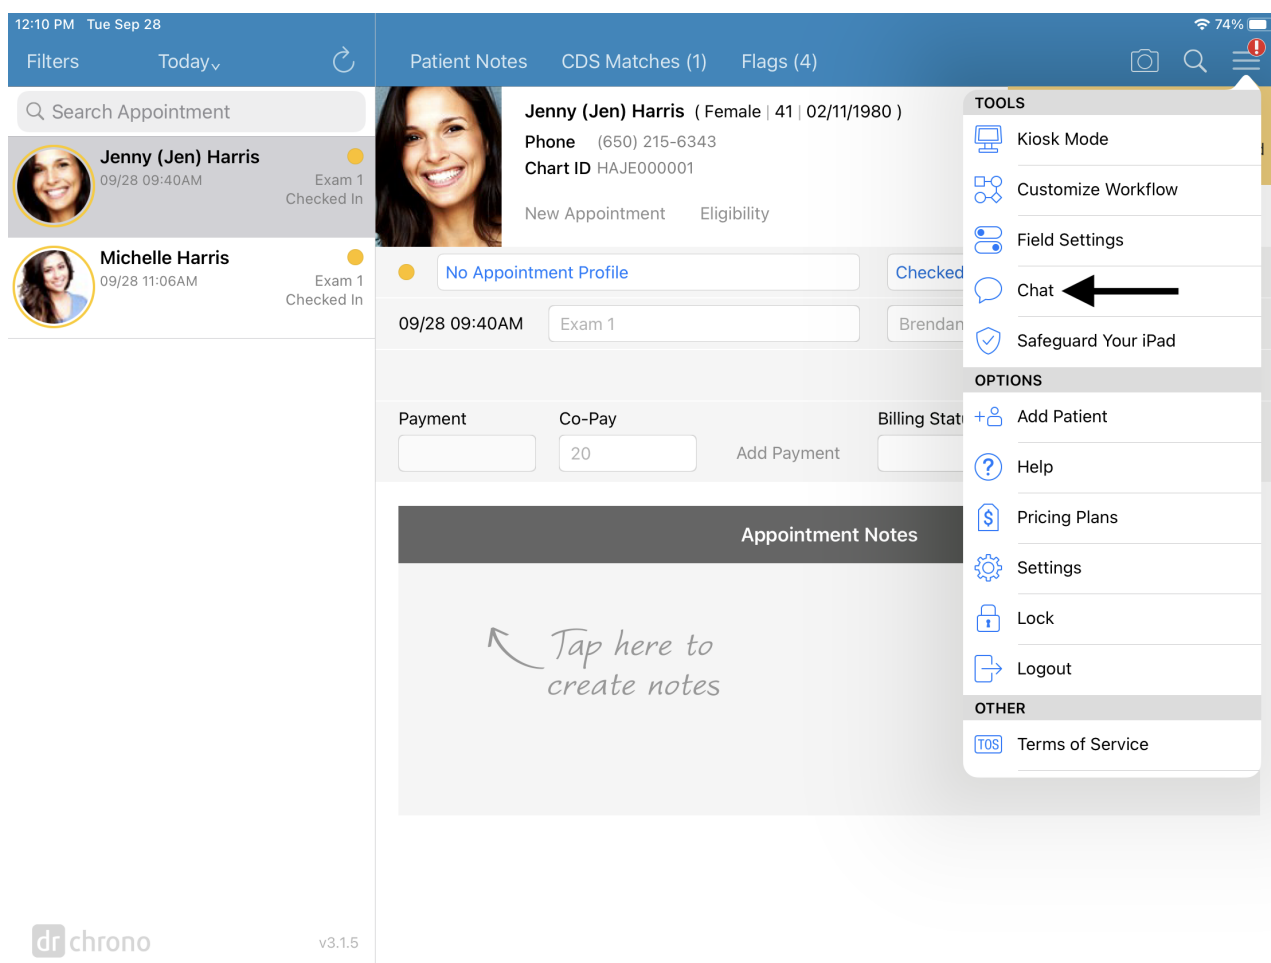 12:10 PM Tue Sep 28
74%
Filters Today
Patient Notes CDS Matches (1) Flags (4)
Search Appointment
Jenny (Jen) Harris
09/28 09:40AM Exam 1
Checked In
Michelle Harris
09/28 11:06AM Exam 1
Checked In
Jenny (Jen) Harris ( Female | 41 | 02/11/1980 )
Phone (650) 215-6343
Chart ID HAJE000001
New Appointment Eligibility
No Appointment Profile Checked
09/28 09:40AM Exam 1 Brendan
Payment Co-Pay Billing Stat
20 Add Payment
Appointment Notes
Tap here to
create notes
TOOLS
Kiosk Mode
Customize Workflow
Field Settings
Chat
Safeguard Your iPad
OPTIONS
Add Patient
Help
Pricing Plans
Settings
Lock
Logout
OTHER
TOS Terms of Service
dr chrono v3.1.5